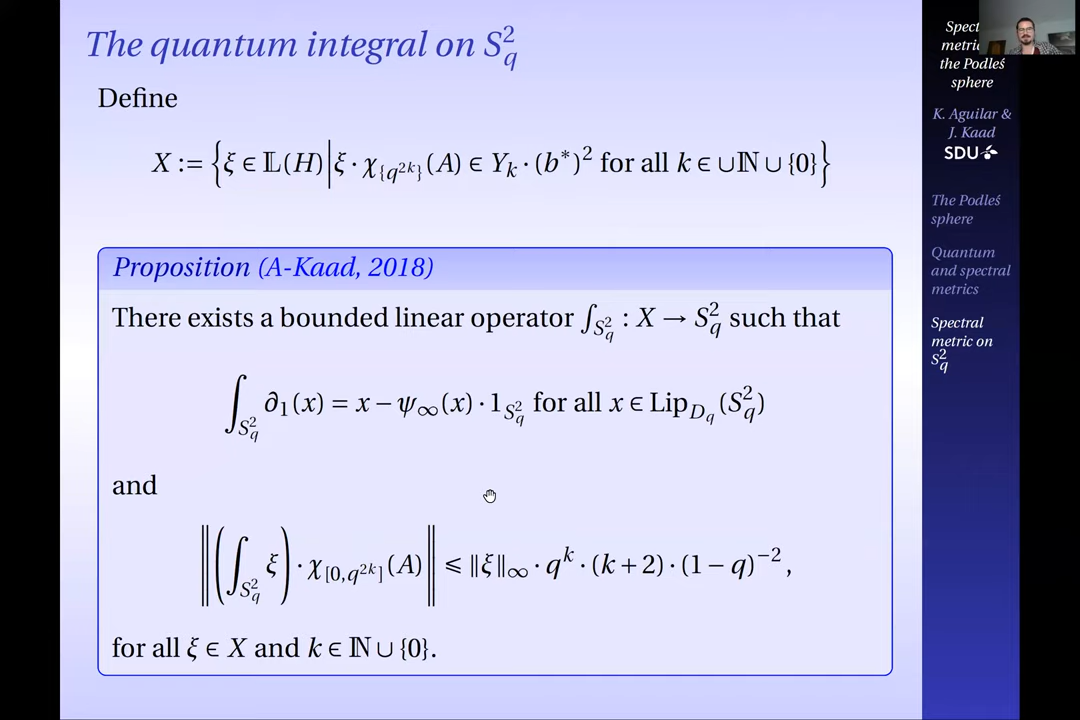 The quantum integral on S_q^2
Define
X := {ξ ∈ 𝕃(H) | ξ · χ_{q^{2k}}(A) ∈ Y_k · (b^*)^2 for all k ∈ ∪ℕ ∪ {0}}
Proposition (A-Kaad, 2018)
There exists a bounded linear operator ∫_{S_q^2} : X → S_q^2 such that
∫_{S_q^2} ∂_1(x) = x − ψ_∞(x) · 1_{S_q^2} for all x ∈ Lip_{D_q}(S_q^2)
and
‖(∫_{S_q^2} ξ) · χ_{[0,q^{2k}]}(A)‖ ⩽ ‖ξ‖_∞ · q^k · (k + 2) · (1 − q)^{−2},
for all ξ ∈ X and k ∈ ℕ ∪ {0}.
the Podleś
sphere
K. Aguilar &
J. Kaad
SDU
The Podleś
sphere
Quantum
and spectral
metrics
Spectral
metric on
S_q^2